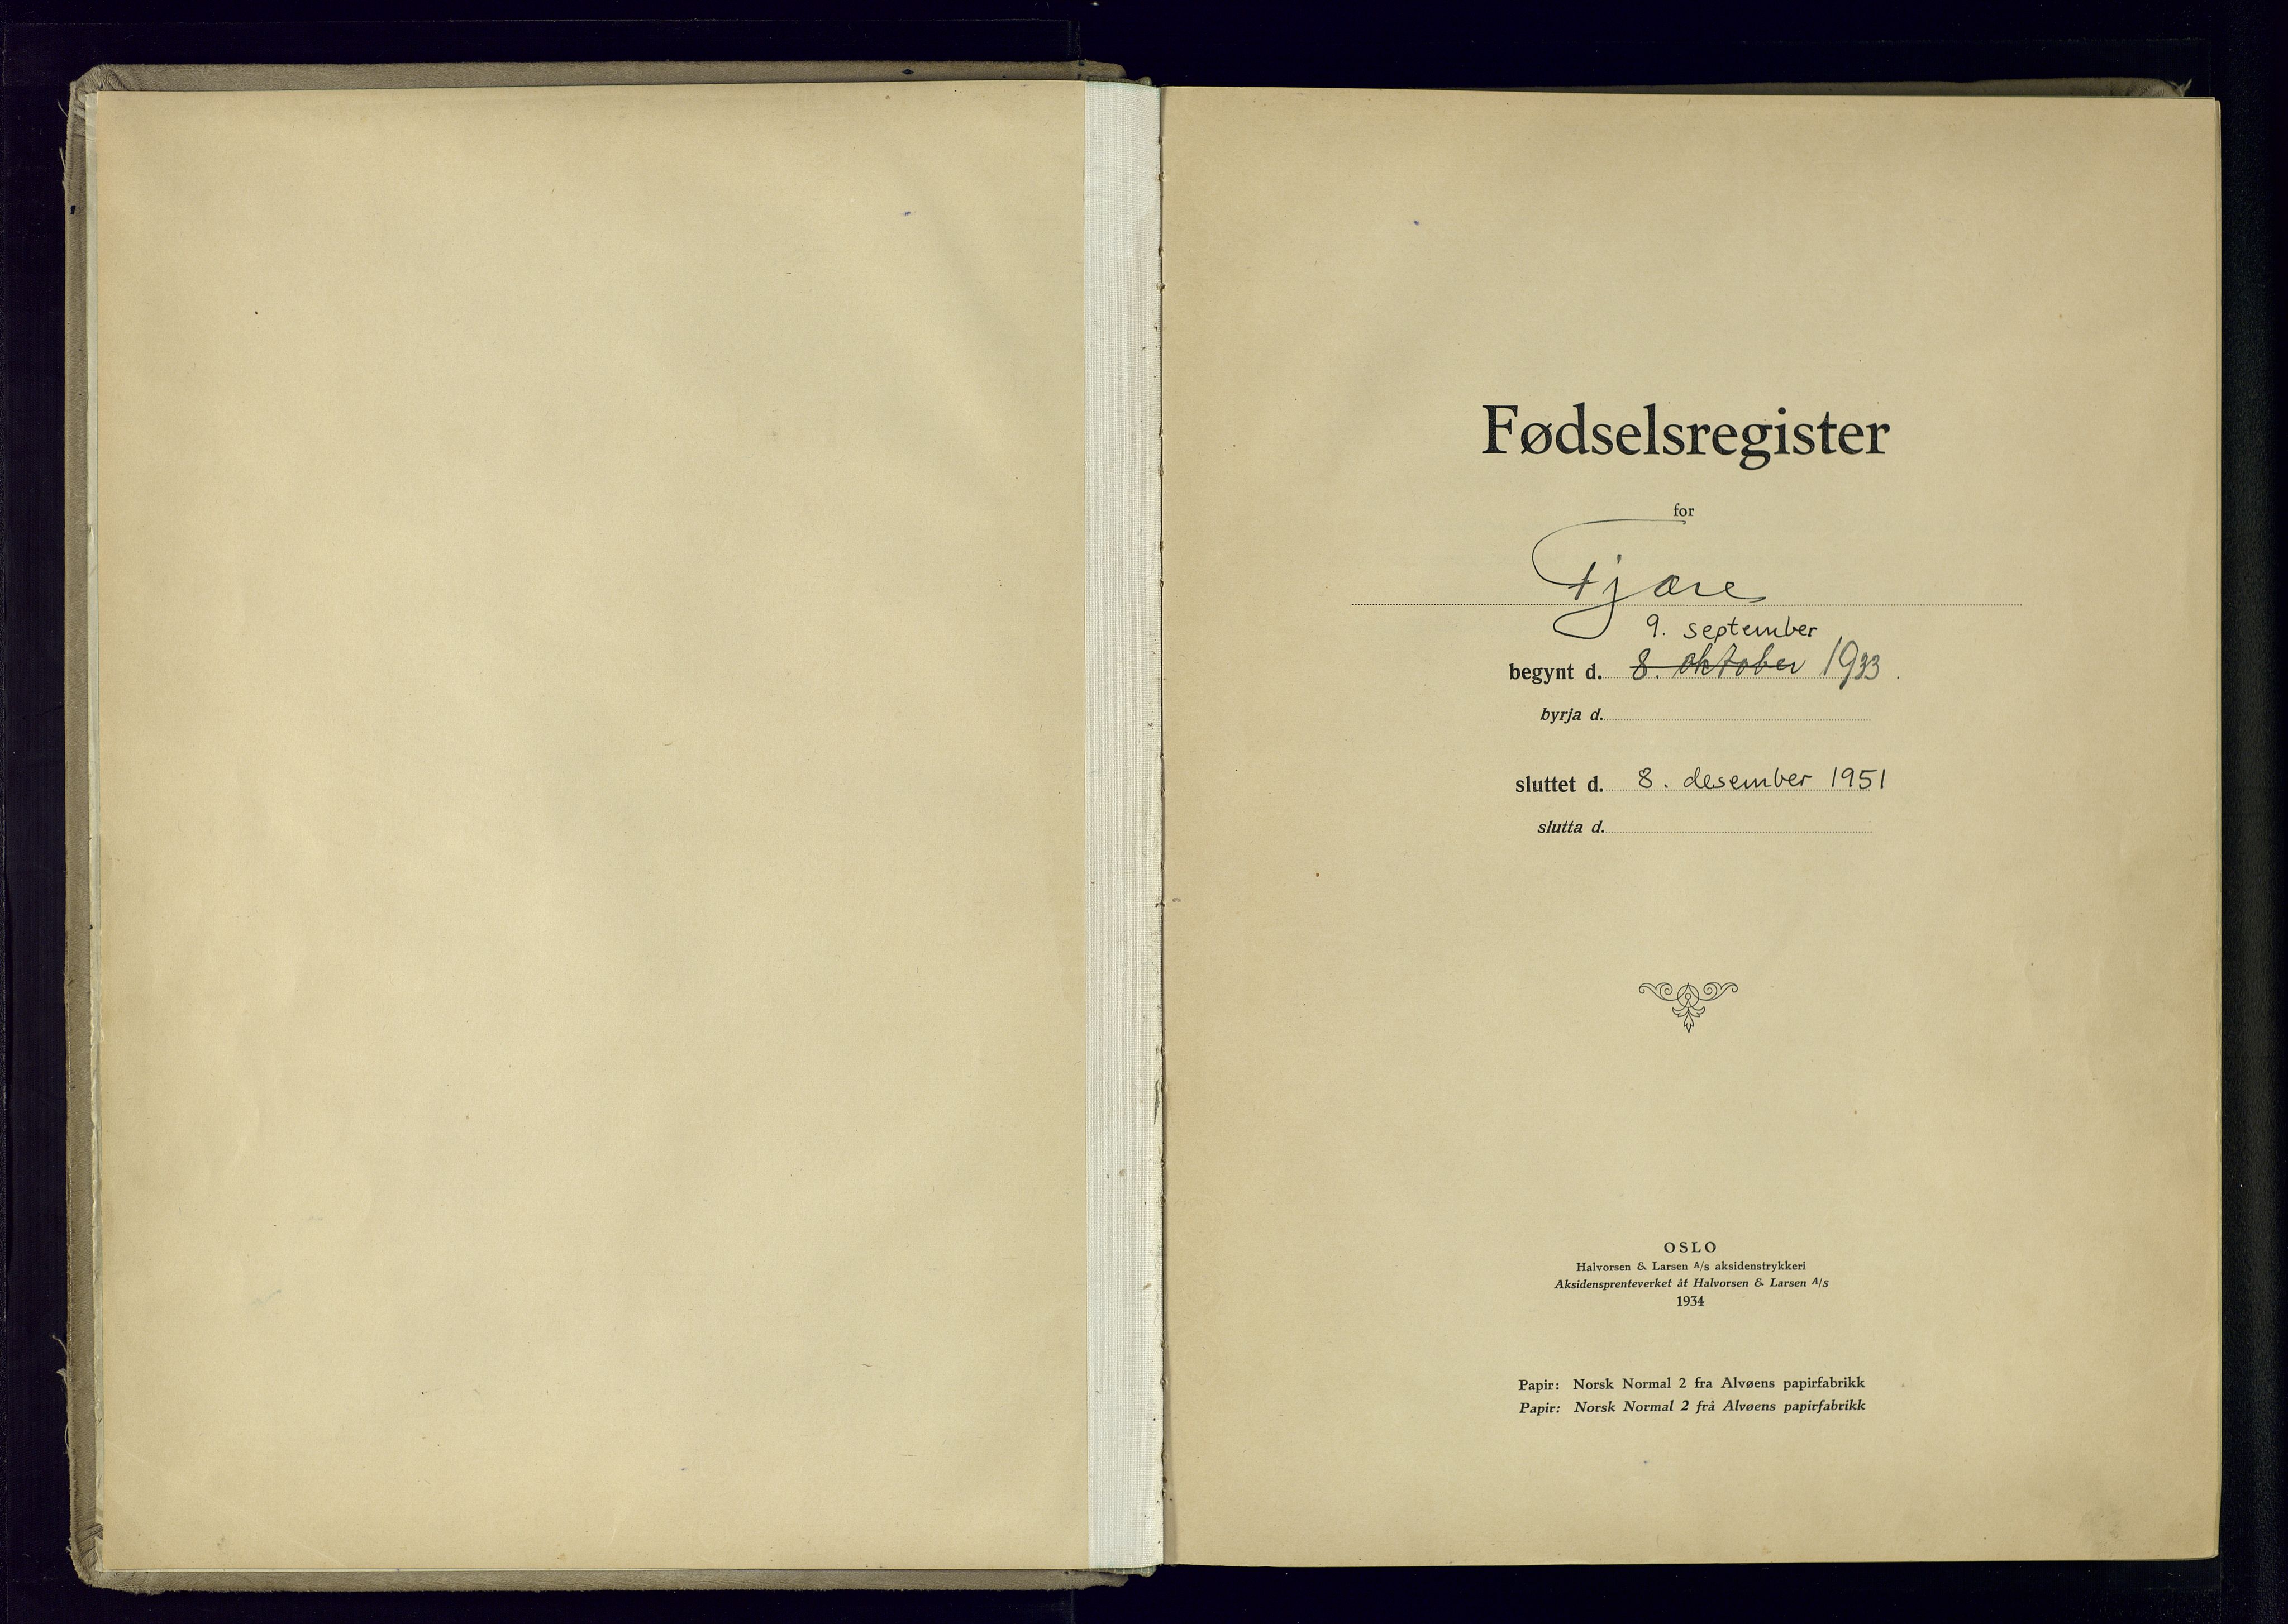 Fødselsregister
for
Fjære
9. september
begynt d. 8. oktober 1933.
byrja d.
sluttet d. 8. desember 1951
slutta d.
OSLO
Halvorsen & Larsen A/s aksidenstrykkeri
Aksidensprenteverket åt Halvorsen & Larsen A/s
1934
Papir: Norsk Normal 2 fra Alvøens papirfabrikk
Papir: Norsk Normal 2 frå Alvøens papirfabrikk